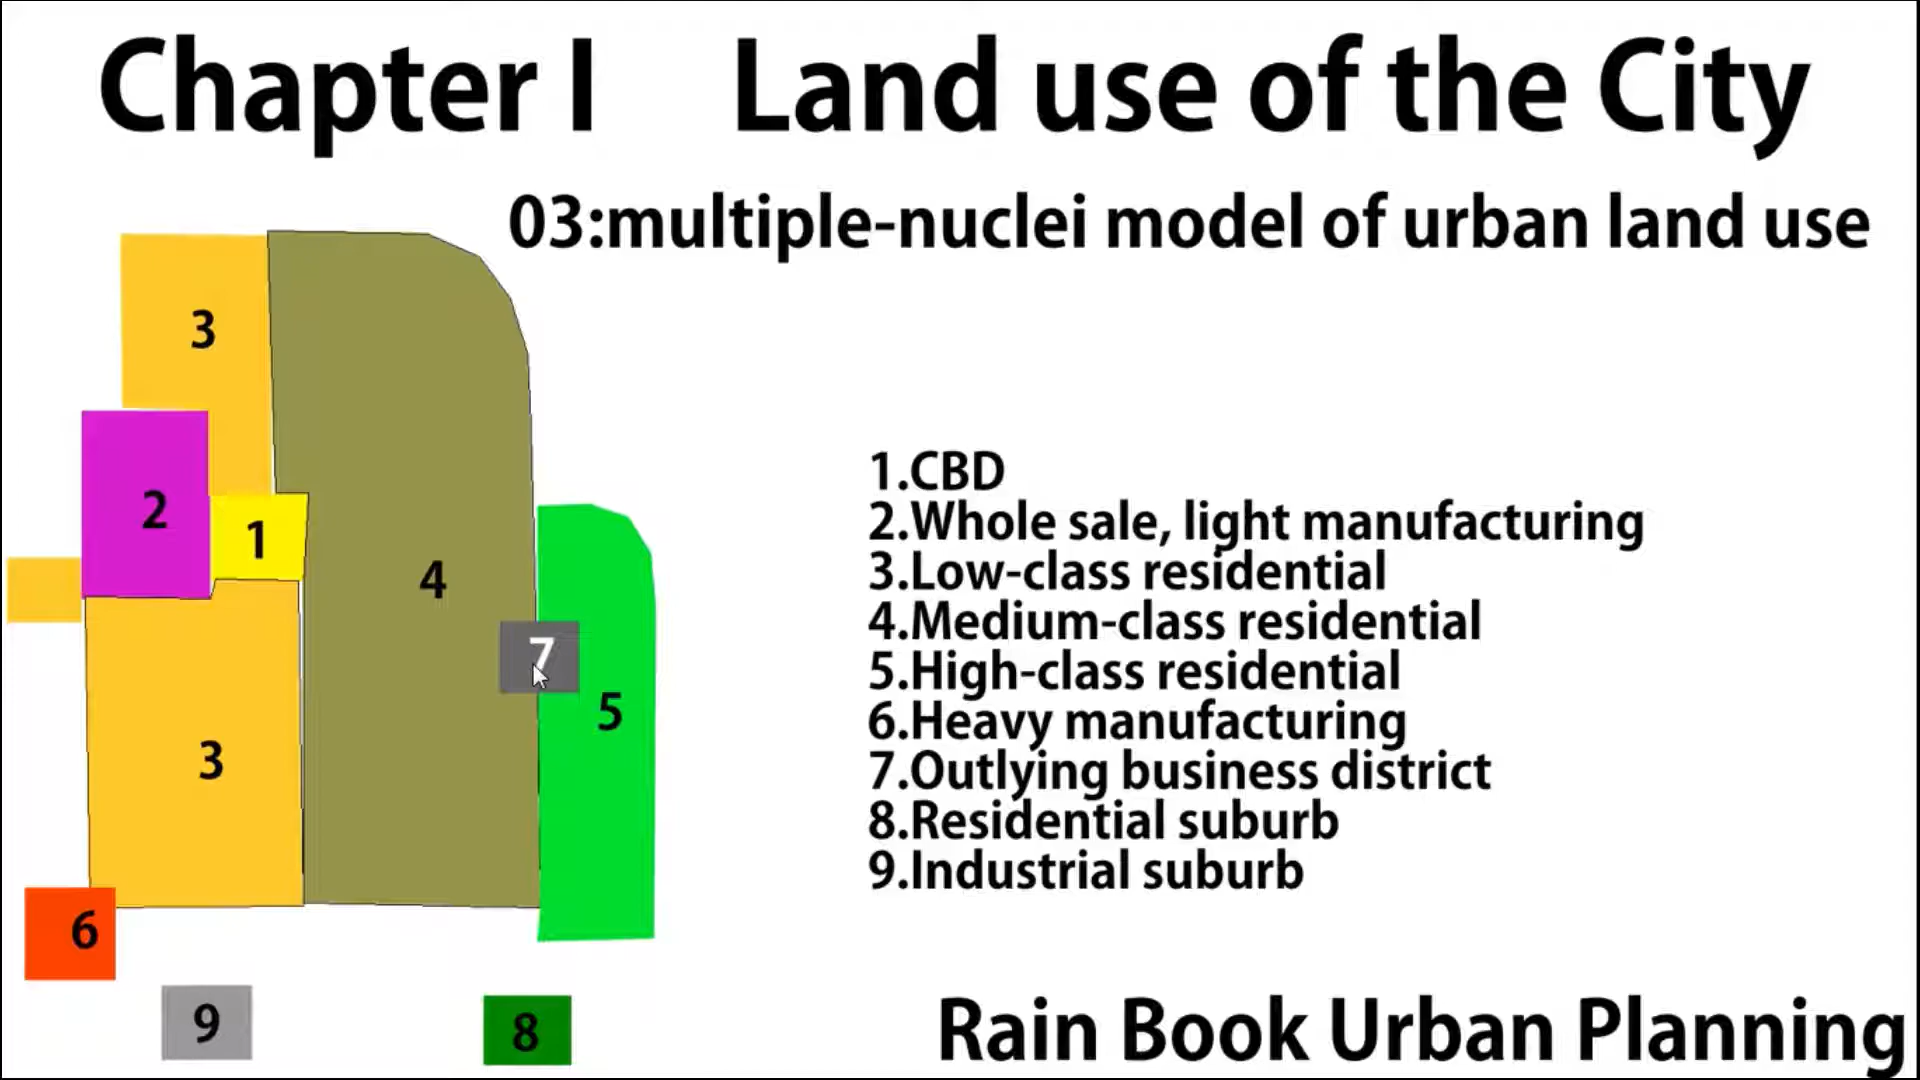 Chapter I Land use of the City
03:multiple-nuclei model of urban land use
3
2
1
4
7
5
3
6
9
8
1.CBD
2.Whole sale, light manufacturing
3.Low-class residential
4.Medium-class residential
5.High-class residential
6.Heavy manufacturing
7.Outlying business district
8.Residential suburb
9.Industrial suburb
Rain Book Urban Planning